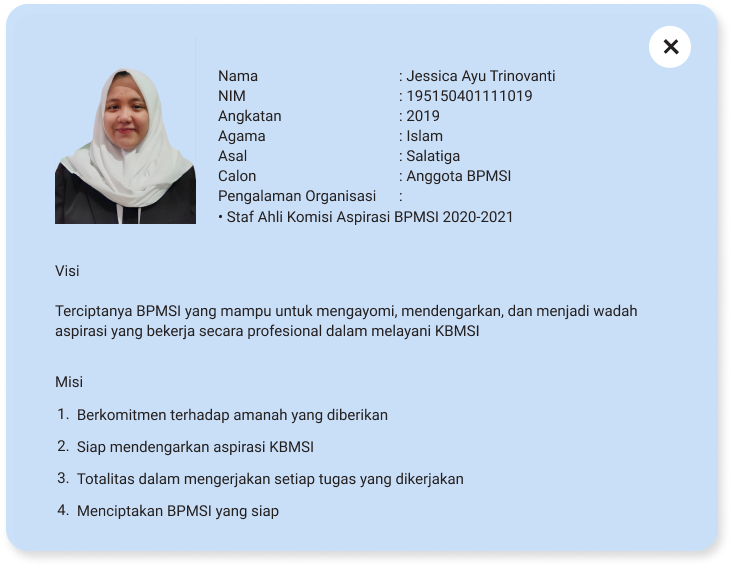 Nama : Jessica Ayu Trinovanti
NIM : 195150401111019
Angkatan : 2019
Agama : Islam
Asal : Salatiga
Calon : Anggota BPMSI
Pengalaman Organisasi :
• Staf Ahli Komisi Aspirasi BPMSI 2020-2021
Visi
Terciptanya BPMSI yang mampu untuk mengayomi, mendengarkan, dan menjadi wadah
aspirasi yang bekerja secara profesional dalam melayani KBMSI
Misi
1. Berkomitmen terhadap amanah yang diberikan
2. Siap mendengarkan aspirasi KBMSI
3. Totalitas dalam mengerjakan setiap tugas yang dikerjakan
4. Menciptakan BPMSI yang siap